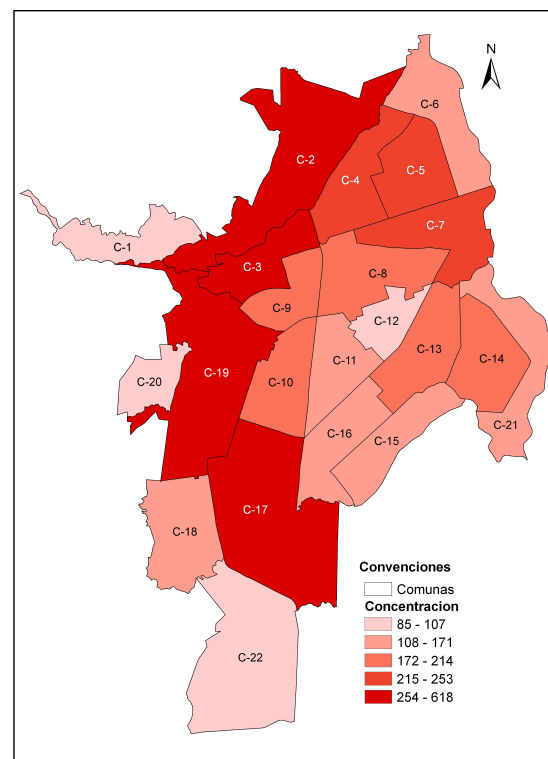 N
C-6
C-2
C-4
C-5
C-7
C-1
C-3
C-8
C-9
C-12
C-11
C-13
C-14
C-19
C-20
C-10
C-21
C-16
C-15
C-17
C-18
C-22
Convenciones
Comunas
Concentracion
85 - 107
108 - 171
172 - 214
215 - 253
254 - 618